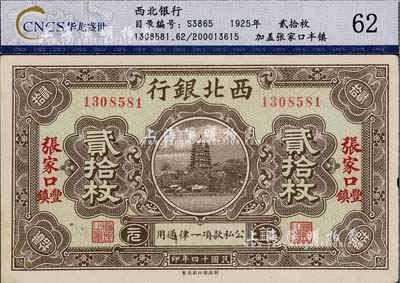 CNCS 华龙盛世
西北银行
目录编号: S3865 1925年 贰拾枚
1308581.62/200013615 加盖张家口丰镇
62
行銀北西
1308581 1308581
貳拾枚 貳拾枚
張家口 張家口
豐鎮 豐鎮
用通律一項款私公
印年四十國民